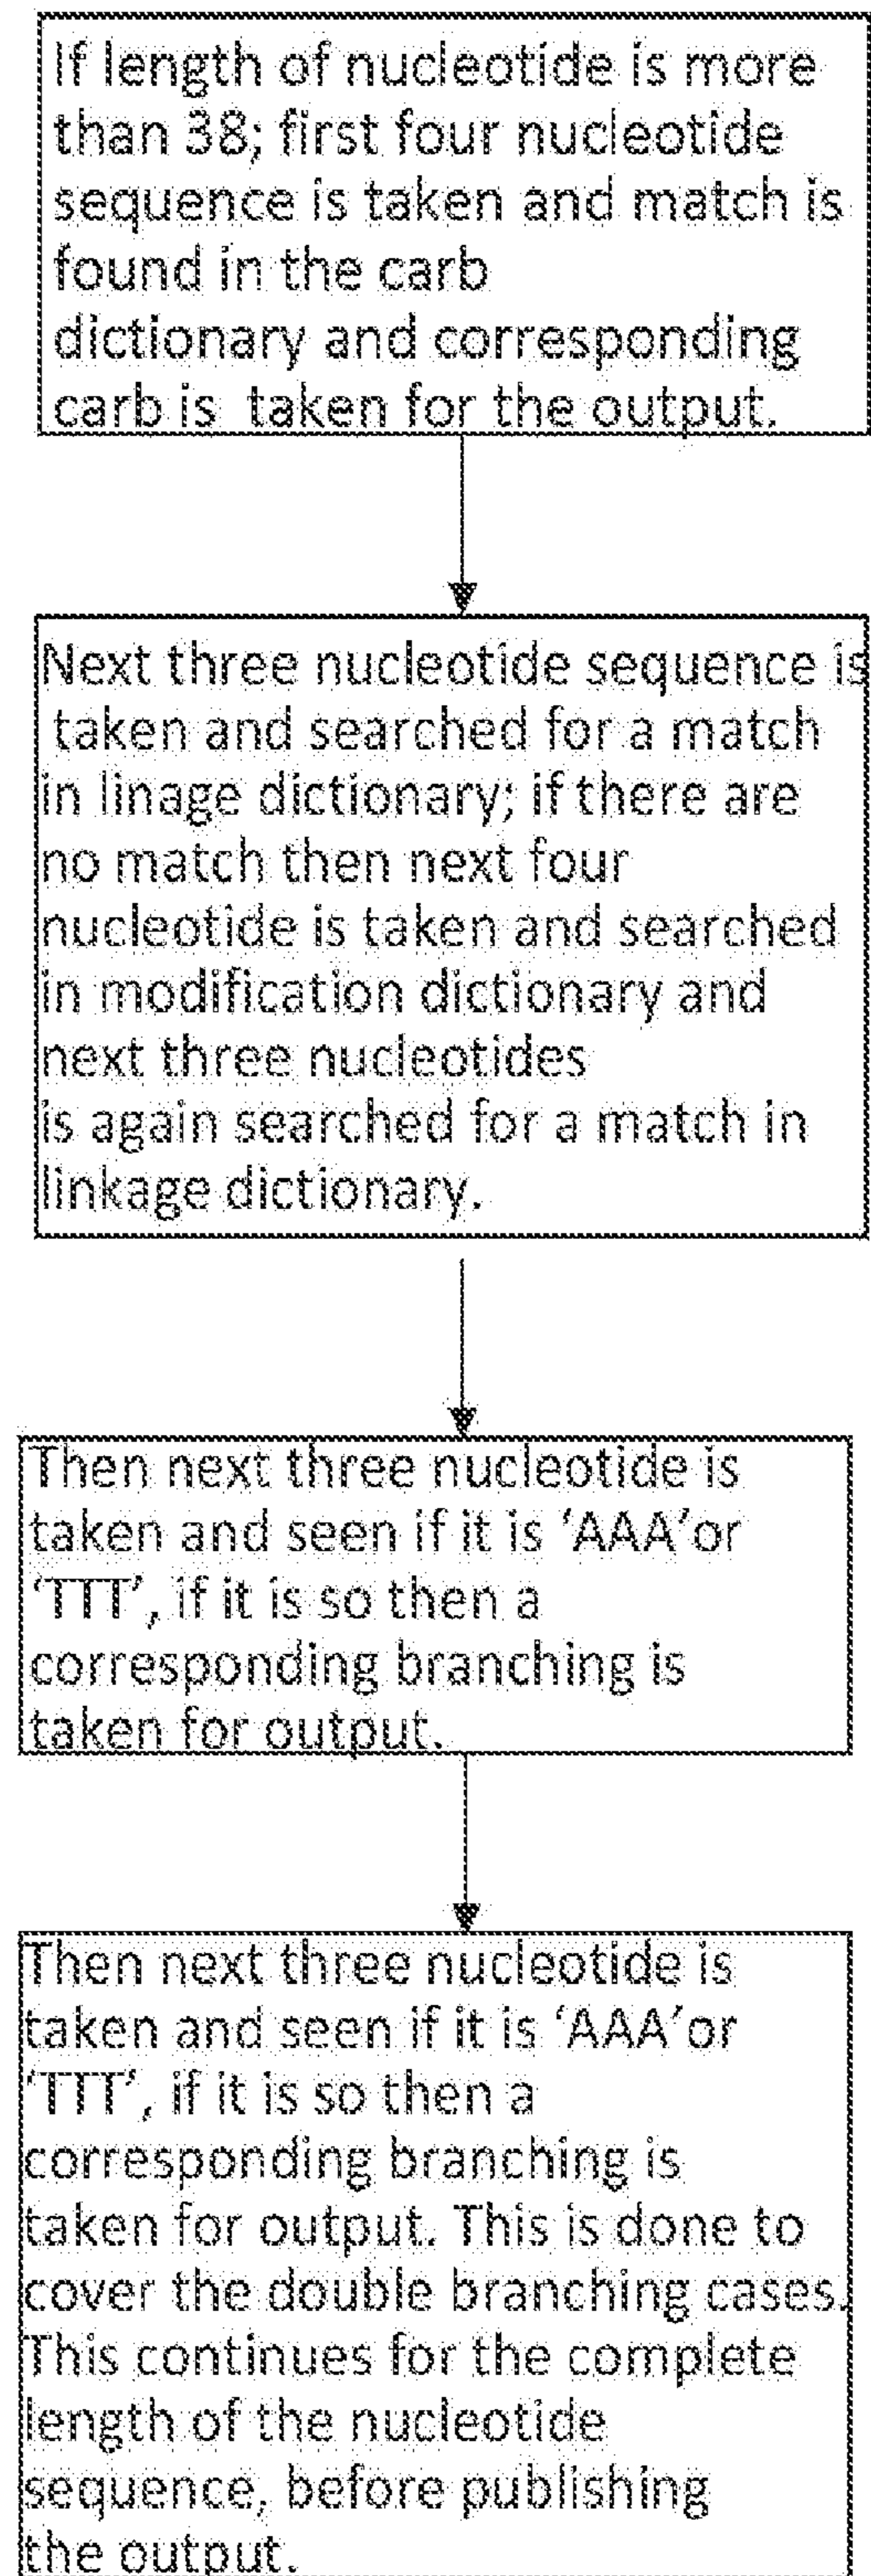 If length of nucleotide is more
than 38; first four nucleotide
sequence is taken and match is
found in the carb
dictionary and corresponding
carb is taken for the output.
Next three nucleotide sequence is
taken and searched for a match
in linage dictionary; if there are
no match then next four
nucleotide is taken and searched
in modification dictionary and
next three nucleotides
is again searched for a match in
linkage dictionary.
Then next three nucleotide is
taken and seen if it is ‘AAA’or
‘TTT’, if it is so then a
corresponding branching is
taken for output.
Then next three nucleotide is
taken and seen if it is ‘AAA’or
‘TTT’, if it is so then a
corresponding branching is
taken for output. This is done to
cover the double branching cases.
This continues for the complete
length of the nucleotide
sequence, before publishing
the output.